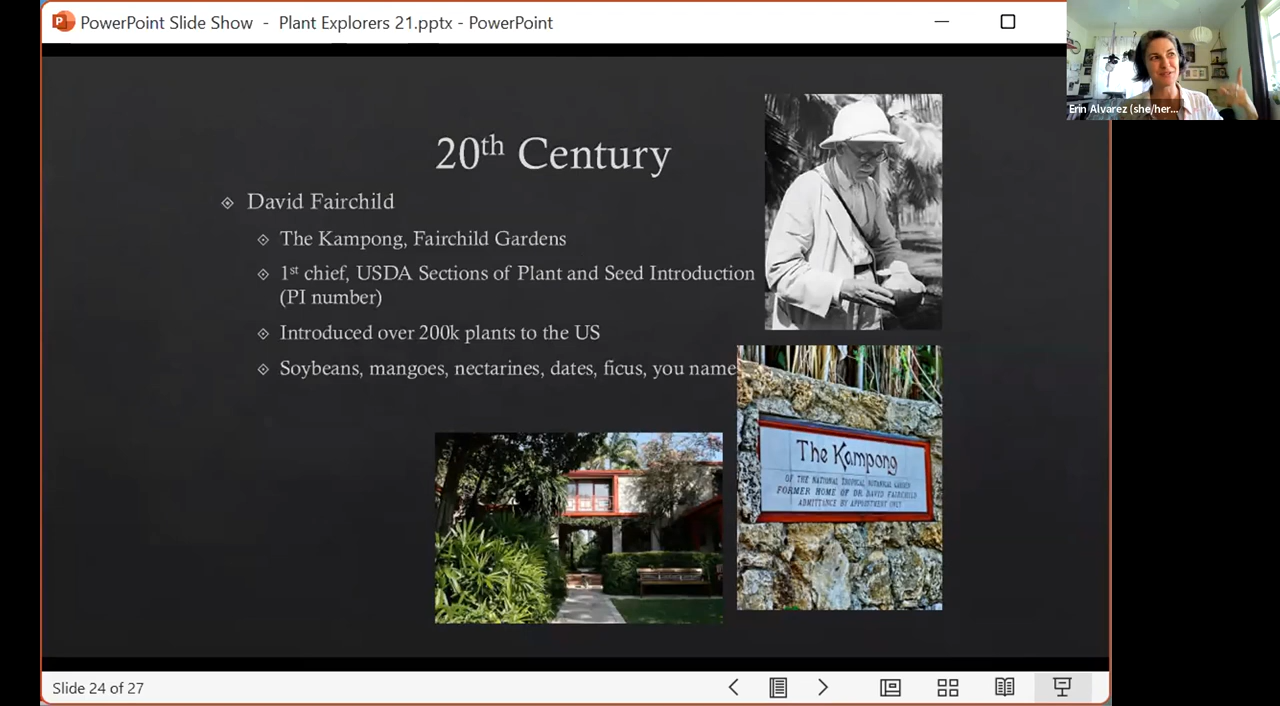 PowerPoint Slide Show - Plant Explorers 21.pptx - PowerPoint
Erin Alvarez (she/her...
20th Century
David Fairchild
The Kampong, Fairchild Gardens
1st chief, USDA Sections of Plant and Seed Introduction
(PI number)
Introduced over 200k plants to the US
Soybeans, mangoes, nectarines, dates, ficus, you name
The Kampong
OF THE NATIONAL TROPICAL BOTANICAL GARDEN
FORMER HOME OF DR. DAVID FAIRCHILD
ADMITTANCE BY APPOINTMENT ONLY
Slide 24 of 27